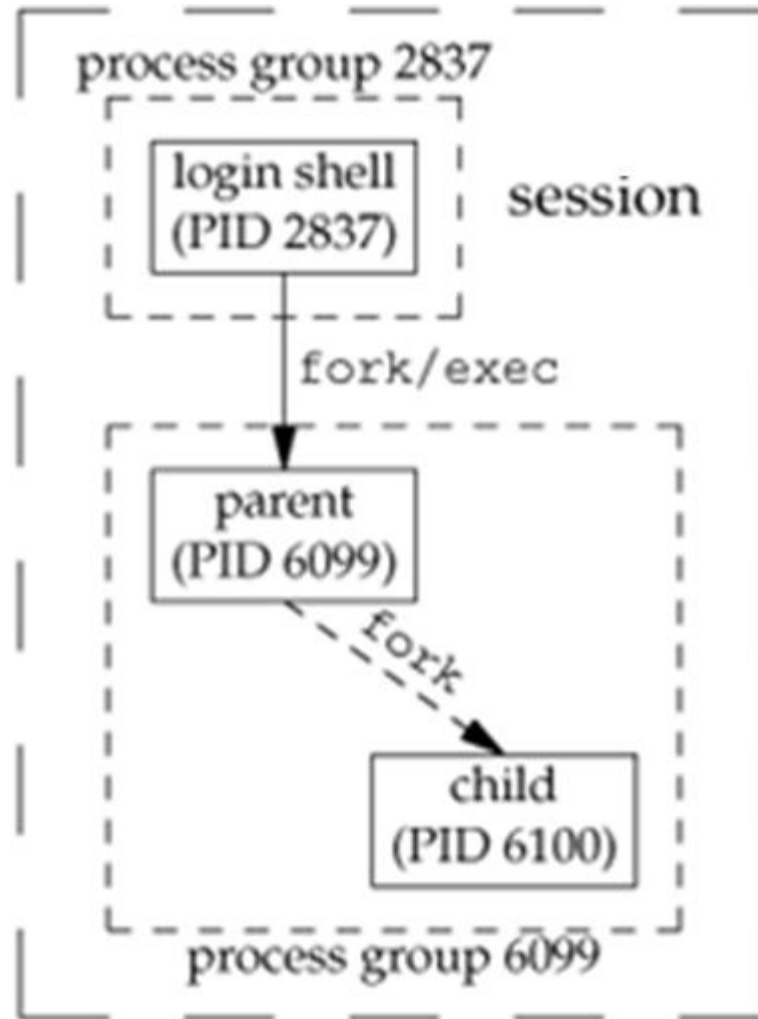 process group 2837
login shell
(PID 2837)
session
fork/exec
parent
(PID 6099)
fork
child
(PID 6100)
process group 6099